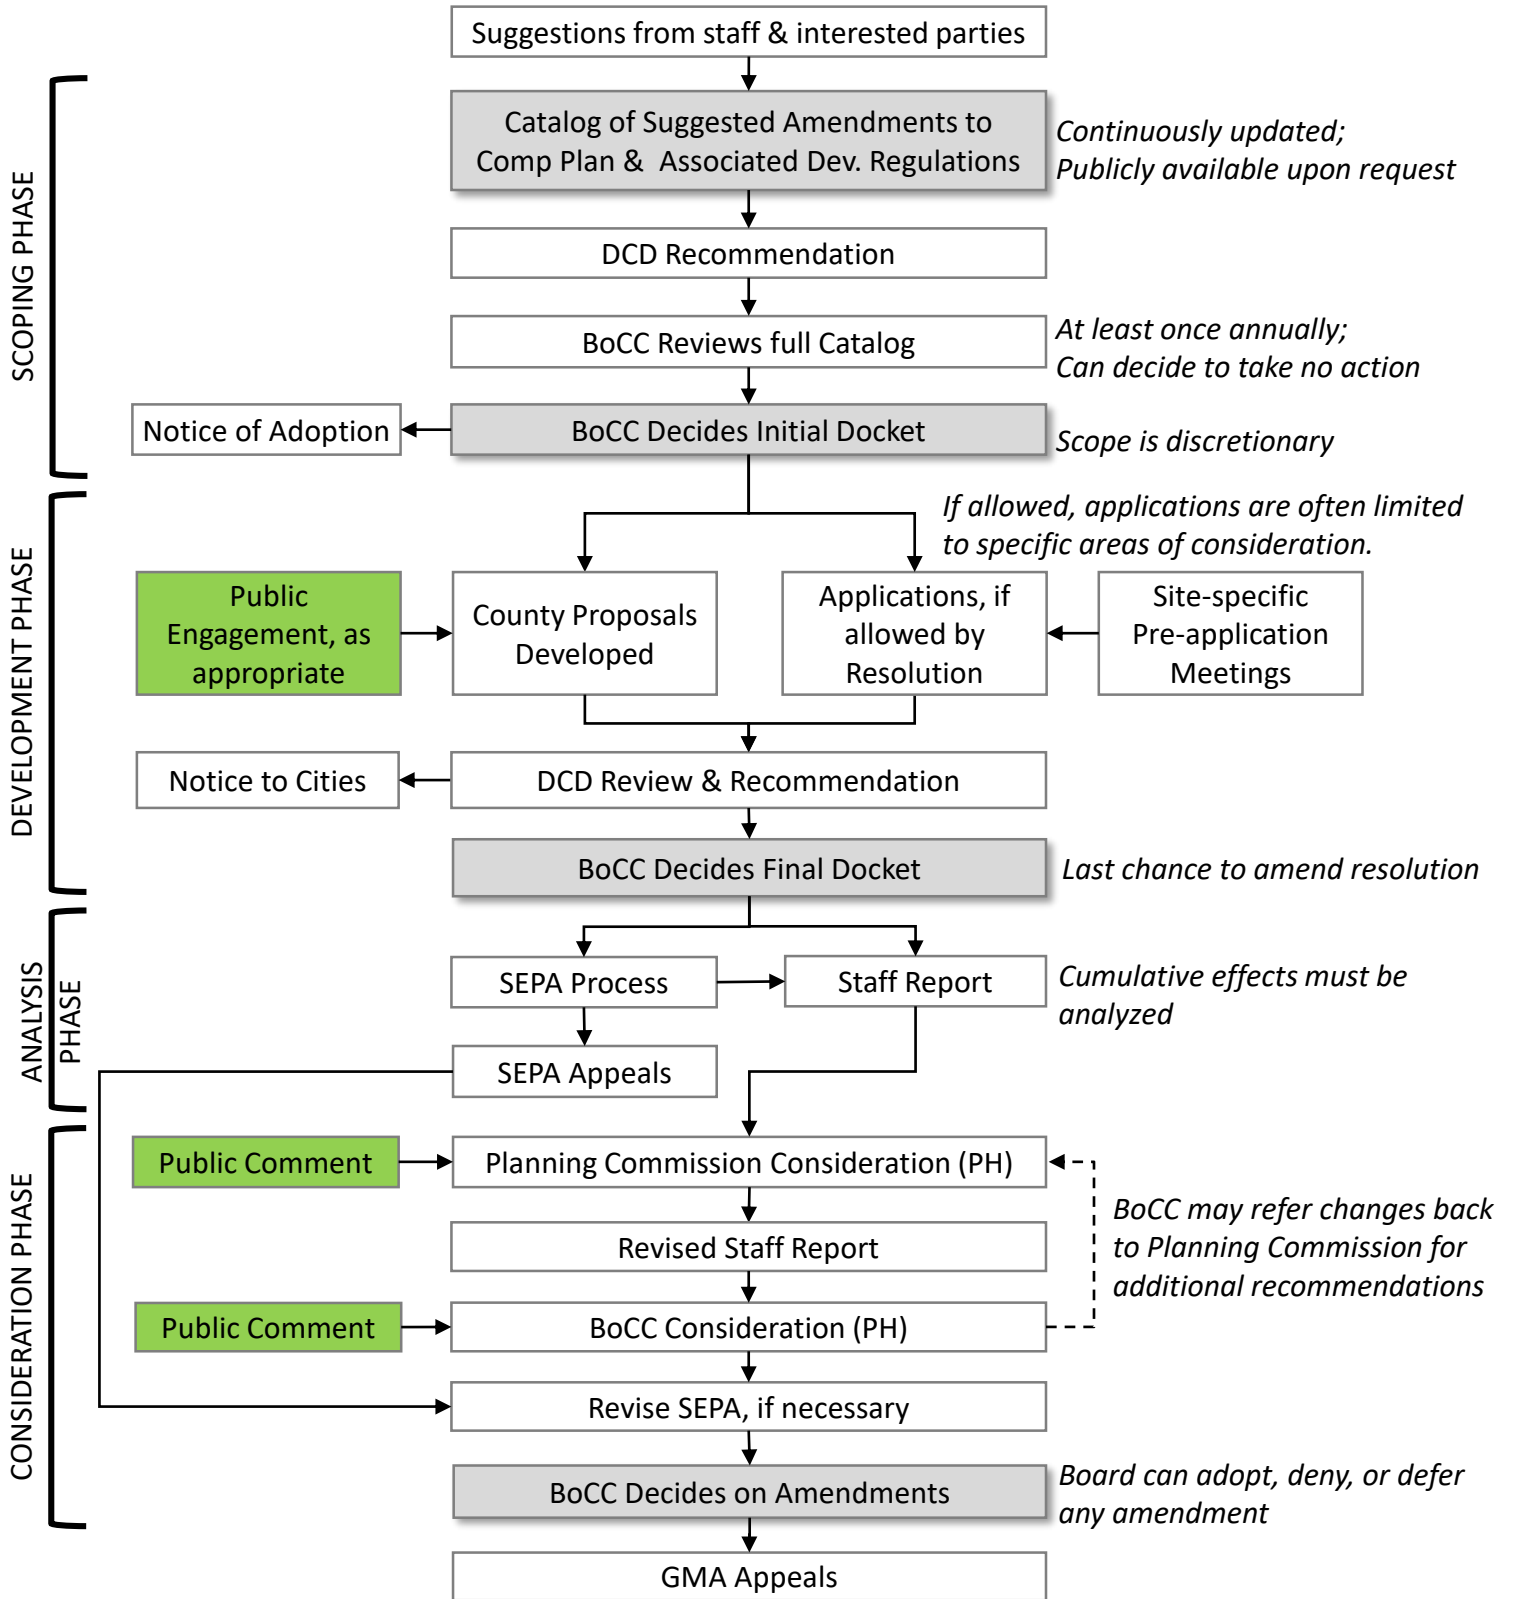 Suggestions from staff & interested parties
SCOPING PHASE
Catalog of Suggested Amendments to
Comp Plan & Associated Dev. Regulations
Continuously updated;
Publicly available upon request
DCD Recommendation
BoCC Reviews full Catalog
At least once annually;
Can decide to take no action
Notice of Adoption
BoCC Decides Initial Docket
Scope is discretionary
DEVELOPMENT PHASE
If allowed, applications are often limited
to specific areas of consideration.
Public
Engagement, as
appropriate
County Proposals
Developed
Applications, if
allowed by
Resolution
Site-specific
Pre-application
Meetings
Notice to Cities
DCD Review & Recommendation
BoCC Decides Final Docket
Last chance to amend resolution
ANALYSIS
PHASE
SEPA Process
Staff Report
Cumulative effects must be
analyzed
SEPA Appeals
CONSIDERATION PHASE
Public Comment
Planning Commission Consideration (PH)
Revised Staff Report
BoCC may refer changes back
to Planning Commission for
additional recommendations
Public Comment
BoCC Consideration (PH)
Revise SEPA, if necessary
BoCC Decides on Amendments
Board can adopt, deny, or defer
any amendment
GMA Appeals